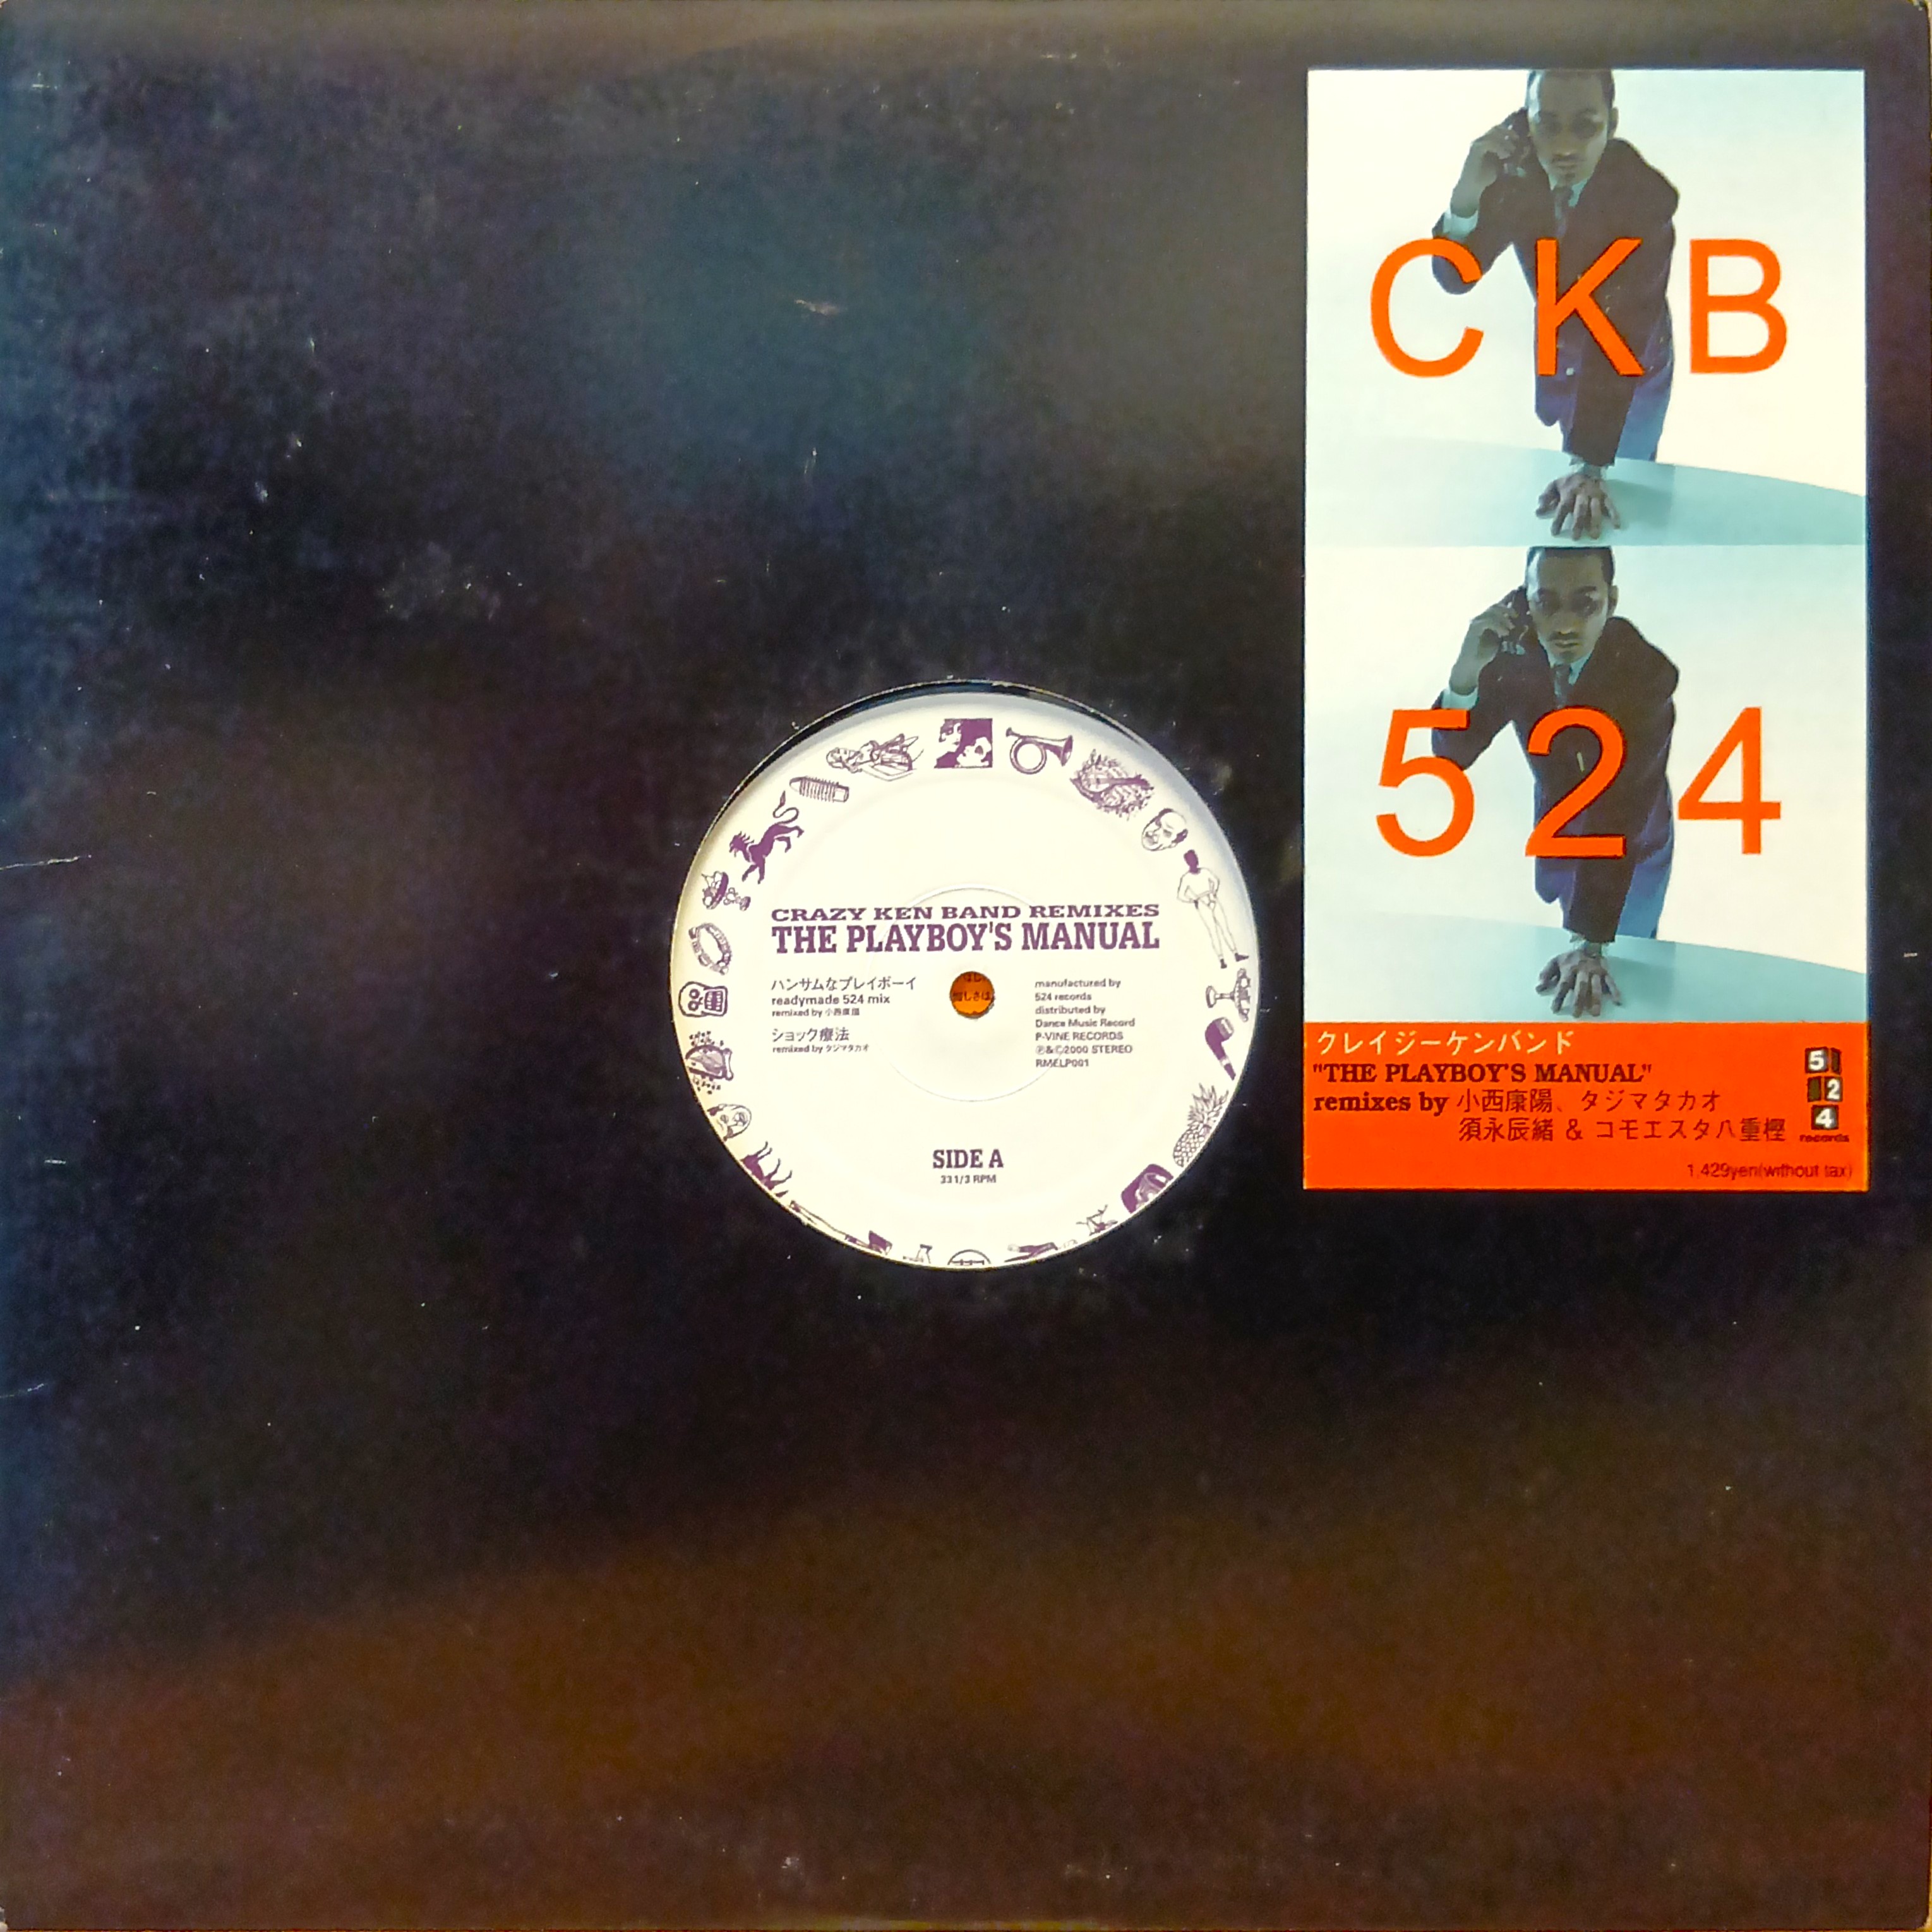 CKB
524
クレイジーケンバンド
"THE PLAYBOY'S MANUAL"
remixes by 小西康陽、タジマタカオ
須永辰緒 & コモエスタ八重樫
5
2
4
records
1,429yen(without tax)
CRAZY KEN BAND REMIXES
THE PLAYBOY'S MANUAL
ハンサムなプレイボーイ
readymade 524 mix
remixed by 小西康陽
ショック療法
remixed by タジマタカオ
manufactured by
524 records
distributed by
Dance Music Record
P-VINE RECORDS
Ⓟ&Ⓒ2000 STEREO
RMELP001
SIDE A
33 1/3 RPM